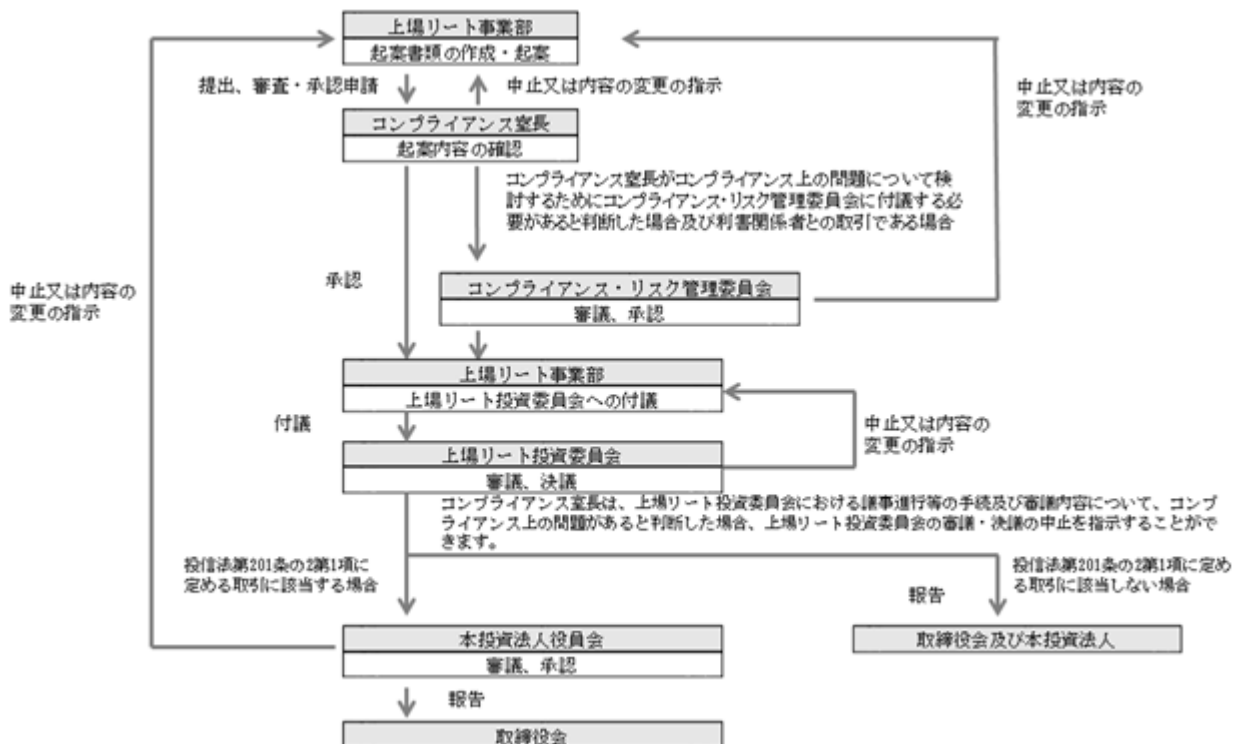 上場リート事業部
起案書類の作成・起案
提出、審査・承認申請
中止又は内容の変更の指示
中止又は内容の
変更の指示
コンプライアンス室長
起案内容の確認
コンプライアンス室長がコンプライアンス上の問題について検
討するためにコンプライアンス・リスク管理委員会に付議する必
要があると判断した場合及び利害関係者との取引である場合
中止又は内容の
変更の指示
承認
コンプライアンス・リスク管理委員会
審議、承認
上場リート事業部
上場リート投資委員会への付議
付議
中止又は内容の
変更の指示
上場リート投資委員会
審議、決議
コンプライアンス室長は、上場リート投資委員会における議事進行等の手続及び審議内容について、コンプ
ライアンス上の問題があると判断した場合、上場リート投資委員会の審議・決議の中止を指示することがで
きます。
投信法第201条の2第1項に
定める取引に該当する場合
投信法第201条の2第1項に定め
る取引に該当しない場合
報告
本投資法人役員会
審議、承認
取締役会及び本投資法人
報告
取締役会